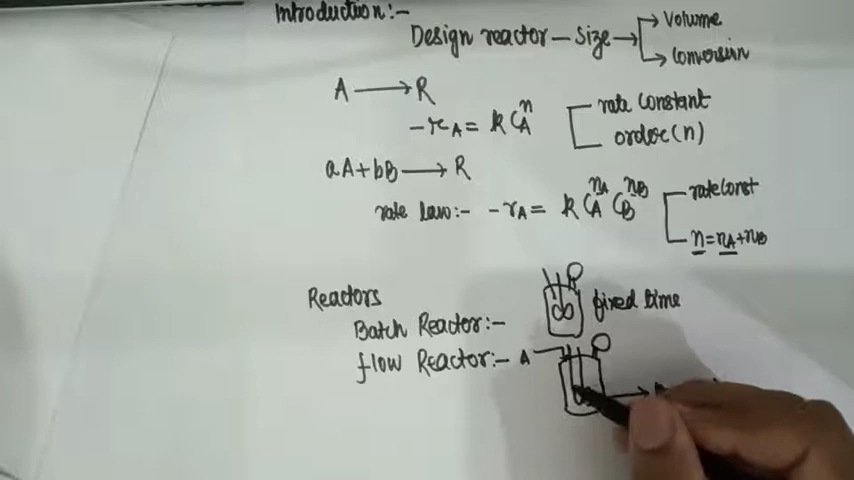 Introduction:-
Design reactor - Size → Volume
→ Conversion
A → R
-rA = k CA^n rate Constant
order(n)
aA+bB → R
rate law:- -rA = k CA^nA CB^nB rate Const
n=nA+nB
Reactors
Batch Reactor:- fixed time
flow Reactor:- A